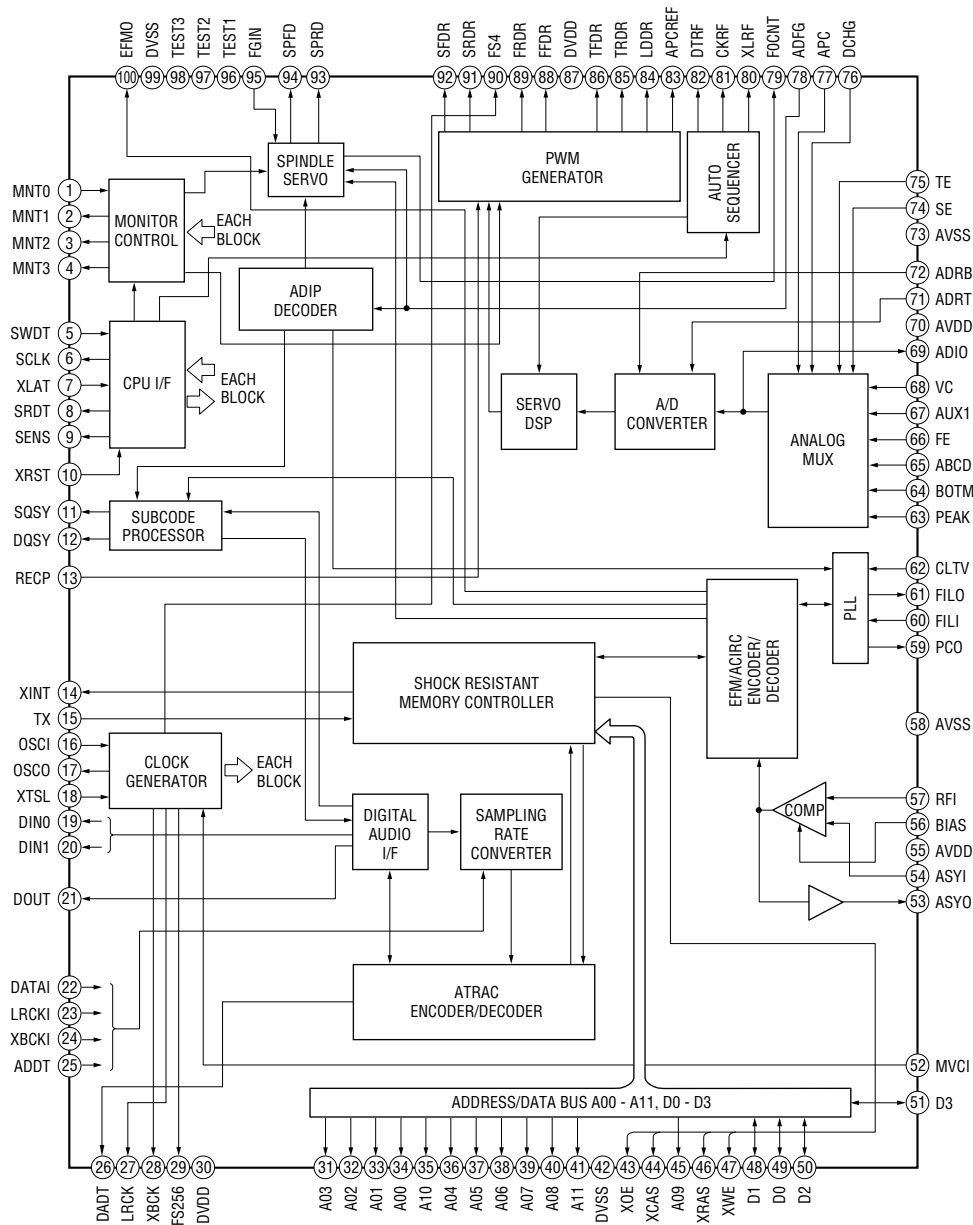 EFMO
DVSS
TEST3
TEST2
TEST1
FGIN
SPFD
SPRD
SFDR
SRDR
FS4
FRDR
FFDR
DVDD
TFDR
TRDR
LDDR
APCREF
DTRF
CKRF
XLRF
F0CNT
ADFG
APC
DCHG
100 99 98 97 96 95 94 93 92 91 90 89 88 87 86 85 84 83 82 81 80 79 78 77 76
MNT0 1
MNT1 2
MNT2 3
MNT3 4
SWDT 5
SCLK 6
XLAT 7
SRDT 8
SENS 9
XRST 10
SQSY 11
DQSY 12
RECP 13
XINT 14
TX 15
OSCI 16
OSCO 17
XTSL 18
DIN0 19
DIN1 20
DOUT 21
DATAI 22
LRCKI 23
XBCKI 24
ADDT 25
MONITOR
CONTROL
EACH
BLOCK
SPINDLE
SERVO
PWM
GENERATOR
AUTO
SEQUENCER
ADIP
DECODER
CPU I/F
EACH
BLOCK
SERVO
DSP
A/D
CONVERTER
ANALOG
MUX
SUBCODE
PROCESSOR
EFM/ACIRC
ENCODER/
DECODER
PLL
SHOCK RESISTANT
MEMORY CONTROLLER
CLOCK
GENERATOR
EACH
BLOCK
DIGITAL
AUDIO
I/F
SAMPLING
RATE
CONVERTER
COMP
ATRAC
ENCODER/DECODER
ADDRESS/DATA BUS A00 - A11, D0 - D3
75 TE
74 SE
73 AVSS
72 ADRB
71 ADRT
70 AVDD
69 ADIO
68 VC
67 AUX1
66 FE
65 ABCD
64 BOTM
63 PEAK
62 CLTV
61 FILO
60 FILI
59 PCO
58 AVSS
57 RFI
56 BIAS
55 AVDD
54 ASYI
53 ASYO
52 MVCI
51 D3
26 27 28 29 30 31 32 33 34 35 36 37 38 39 40 41 42 43 44 45 46 47 48 49 50
DADT
LRCK
XBCK
FS256
DVDD
A03
A02
A01
A00
A10
A04
A05
A06
A07
A08
A11
DVSS
XOE
XCAS
A09
XRAS
XWE
D1
D0
D2